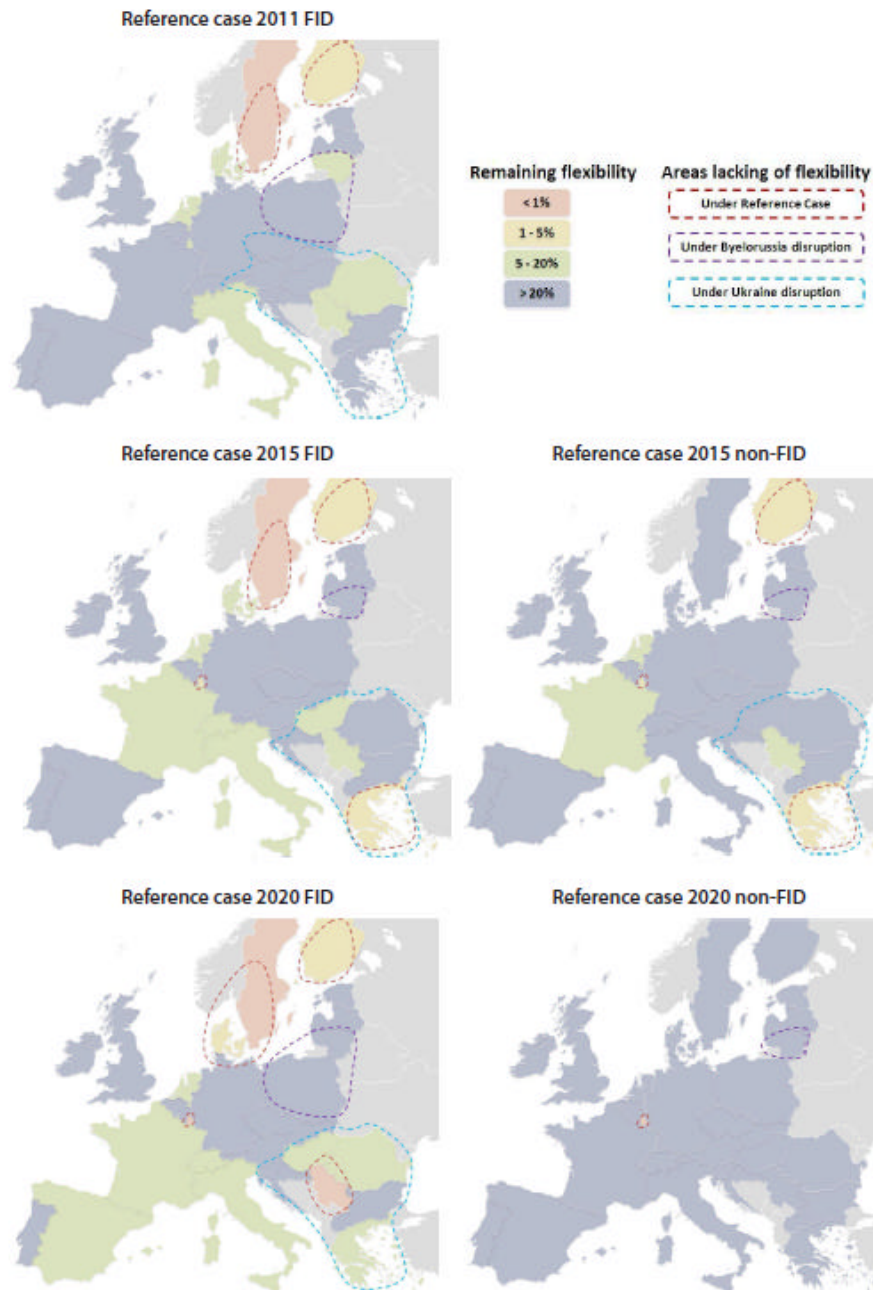 Reference case 2011 FID
Remaining flexibility
< 1%
1 - 5%
5 - 20%
> 20%
Areas lacking of flexibility
Under Reference Case
Under Byelorussia disruption
Under Ukraine disruption
Reference case 2015 FID
Reference case 2015 non-FID
Reference case 2020 FID
Reference case 2020 non-FID